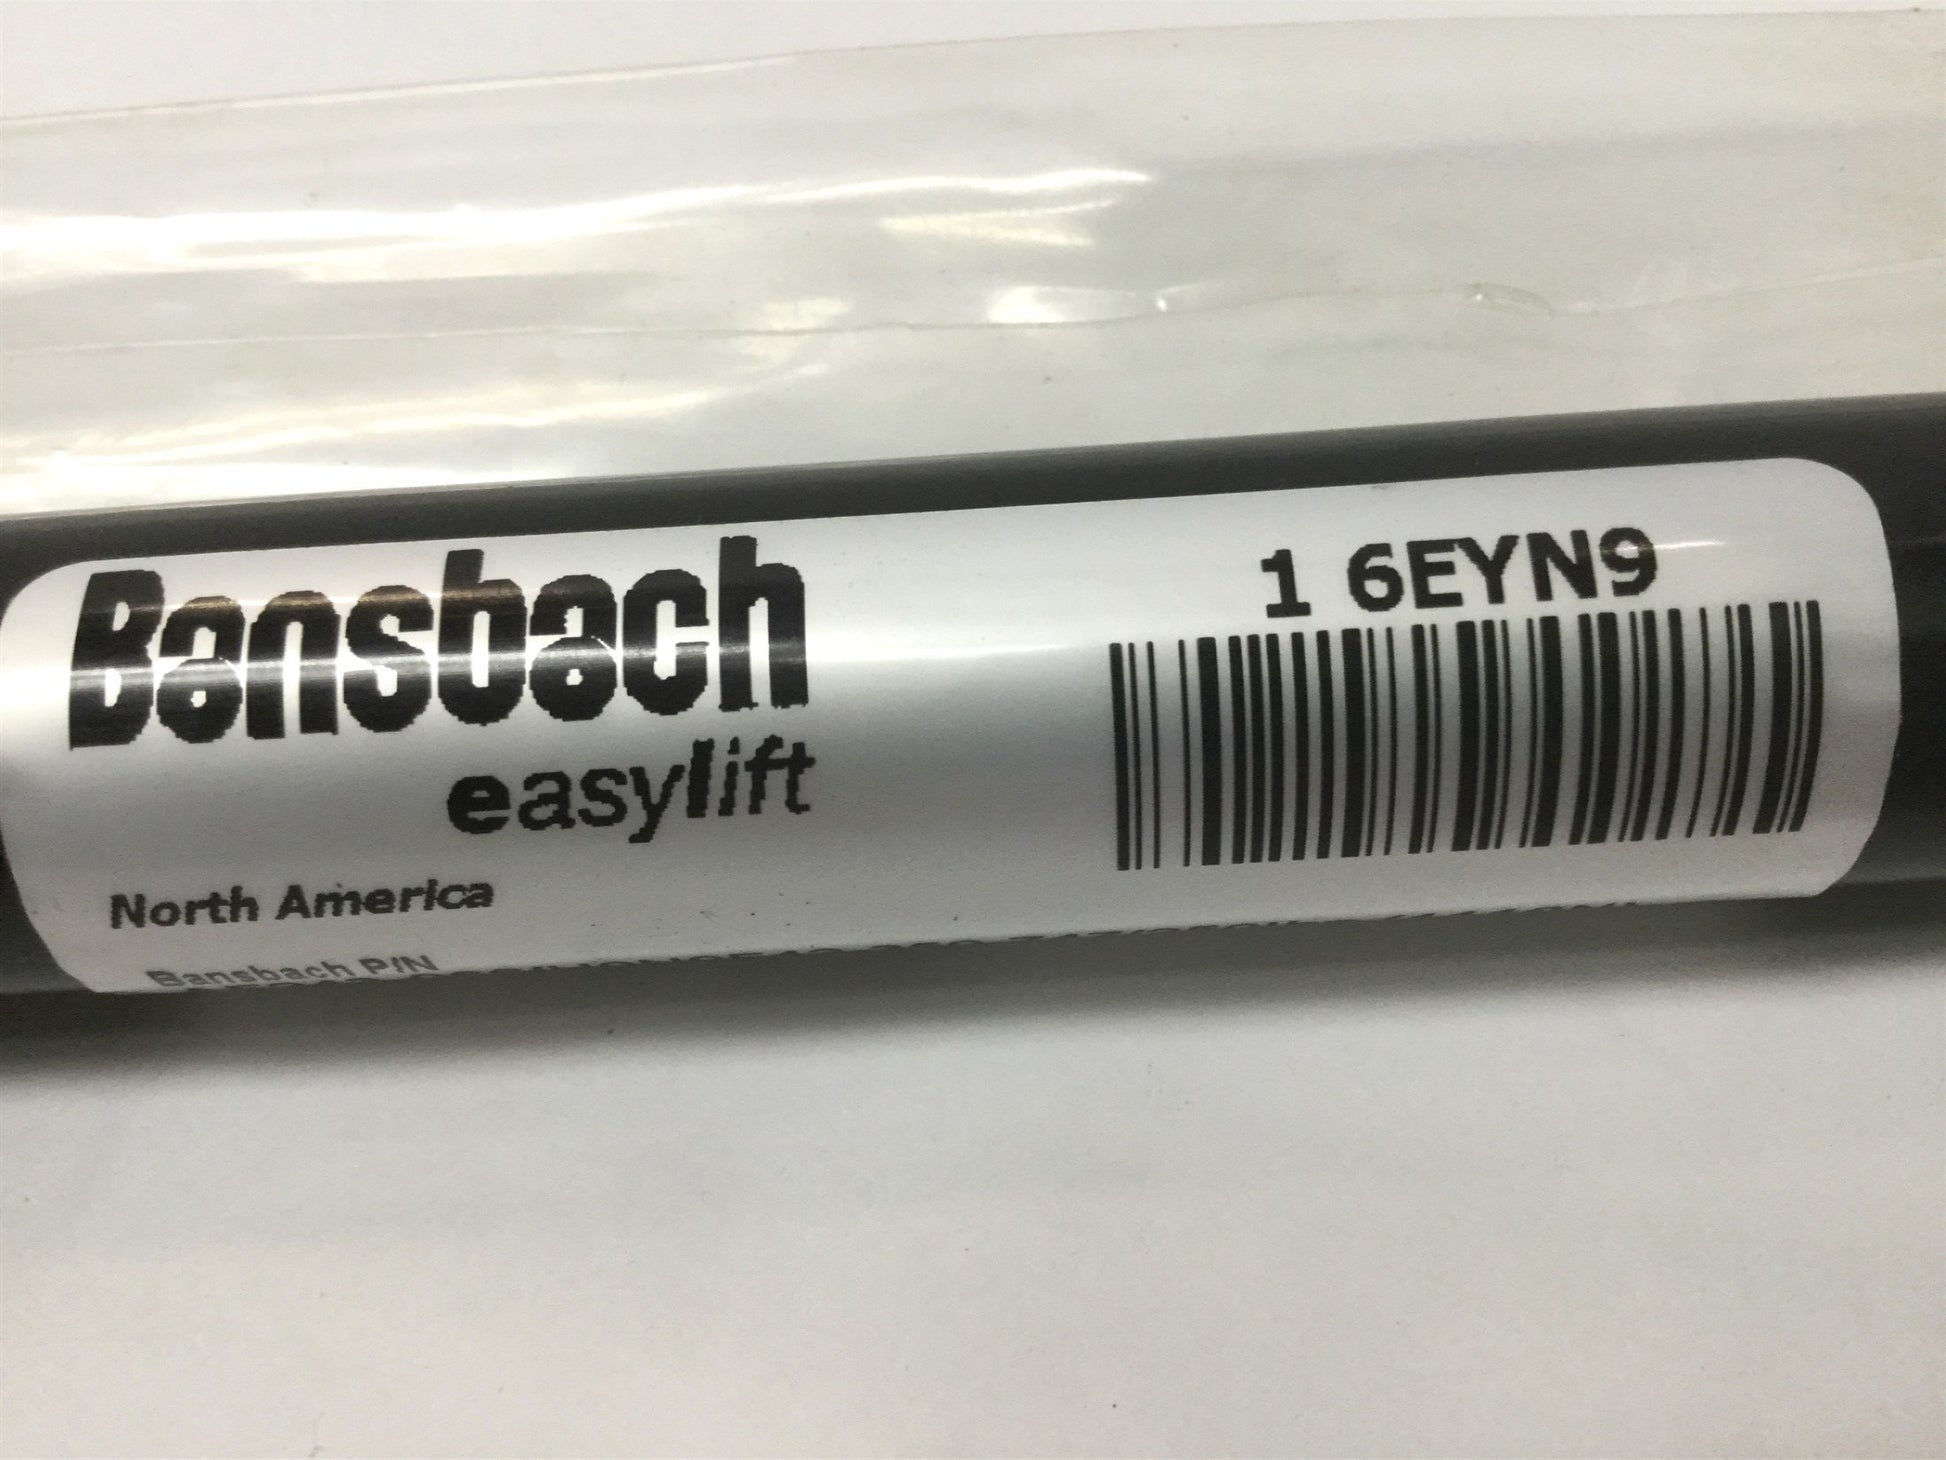 Bansbach
easylift
North America
Bansbach P/N
1 6EYN9